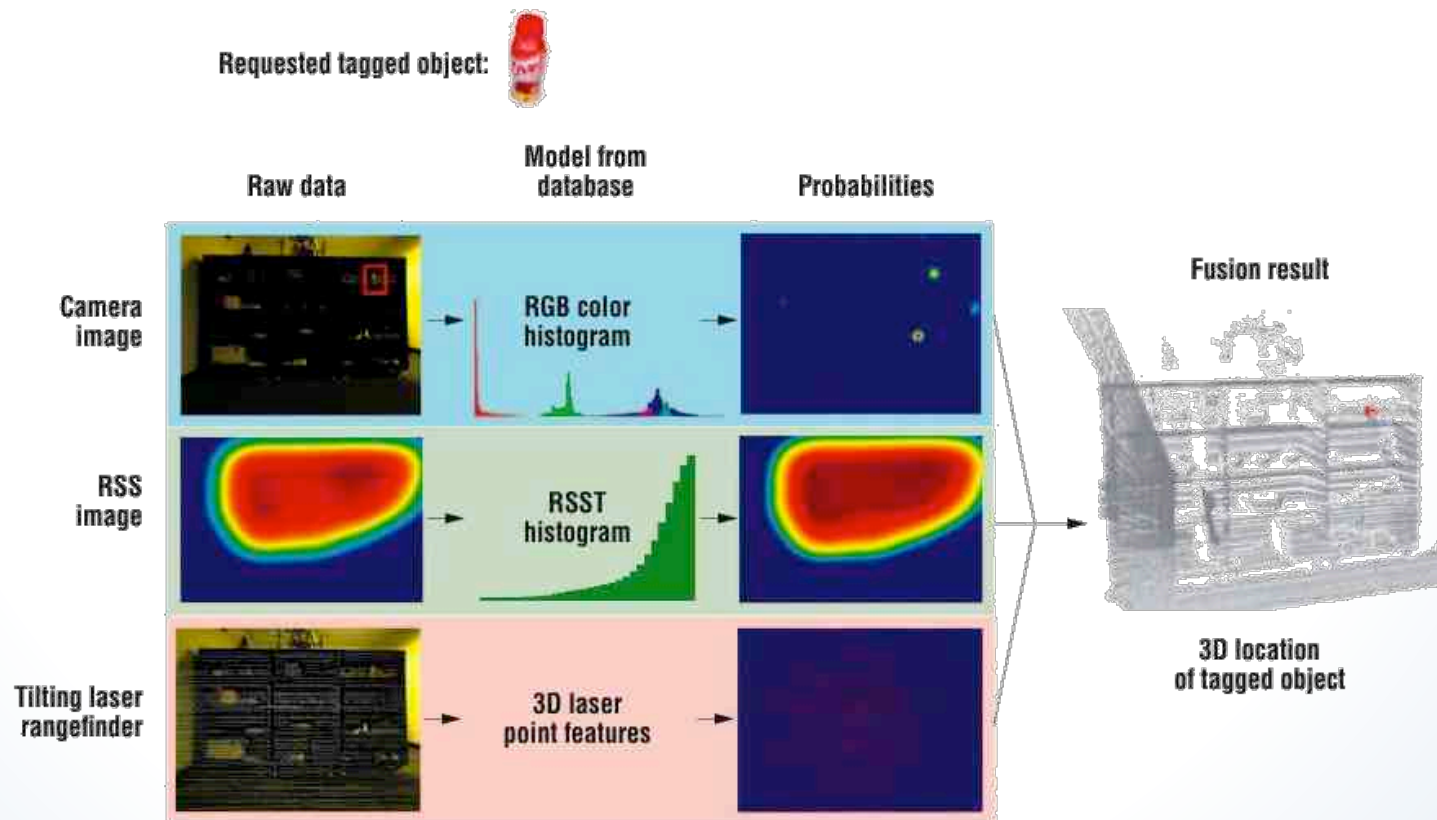 Requested tagged object:
Raw data
Model from
database
Probabilities
Camera
image
RGB color
histogram
RSS
image
RSST
histogram
Tilting laser
rangefinder
3D laser
point features
Fusion result
3D location
of tagged object